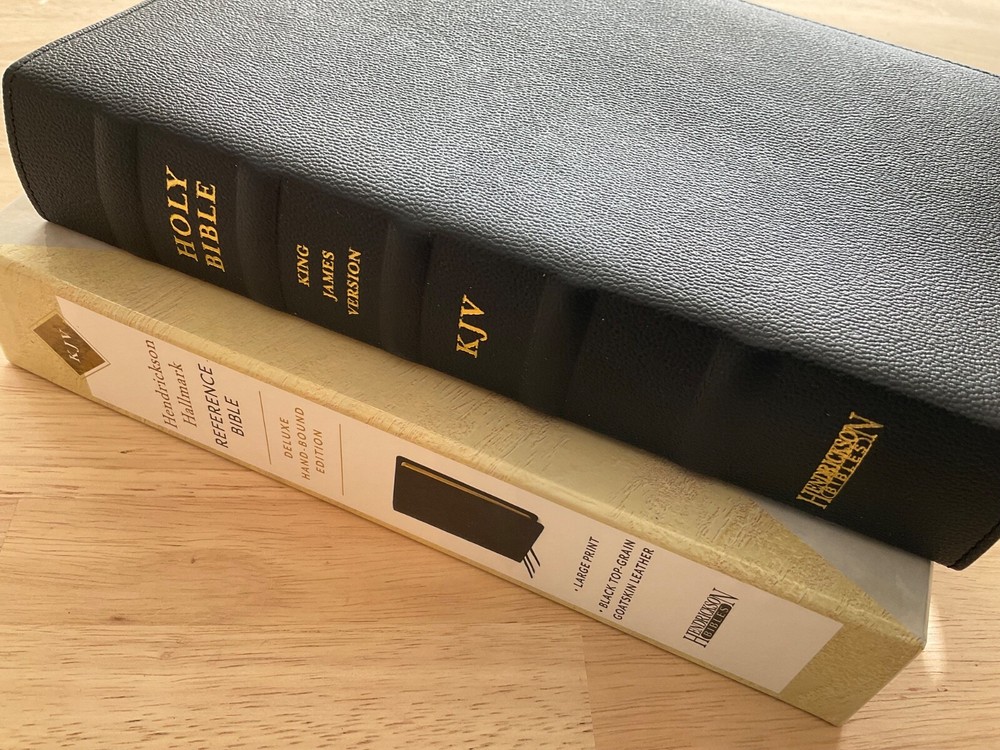 HOLY
BIBLE
KING
JAMES
VERSION
KJV
HENDRICKSON
BIBLES
KJV
Hendrickson
Hallmark
REFERENCE
BIBLE
DELUXE
HAND-BOUND
EDITION
• LARGE PRINT
• BLACK TOP-GRAIN
GOATSKIN LEATHER
HENDRICKSON
BIBLES